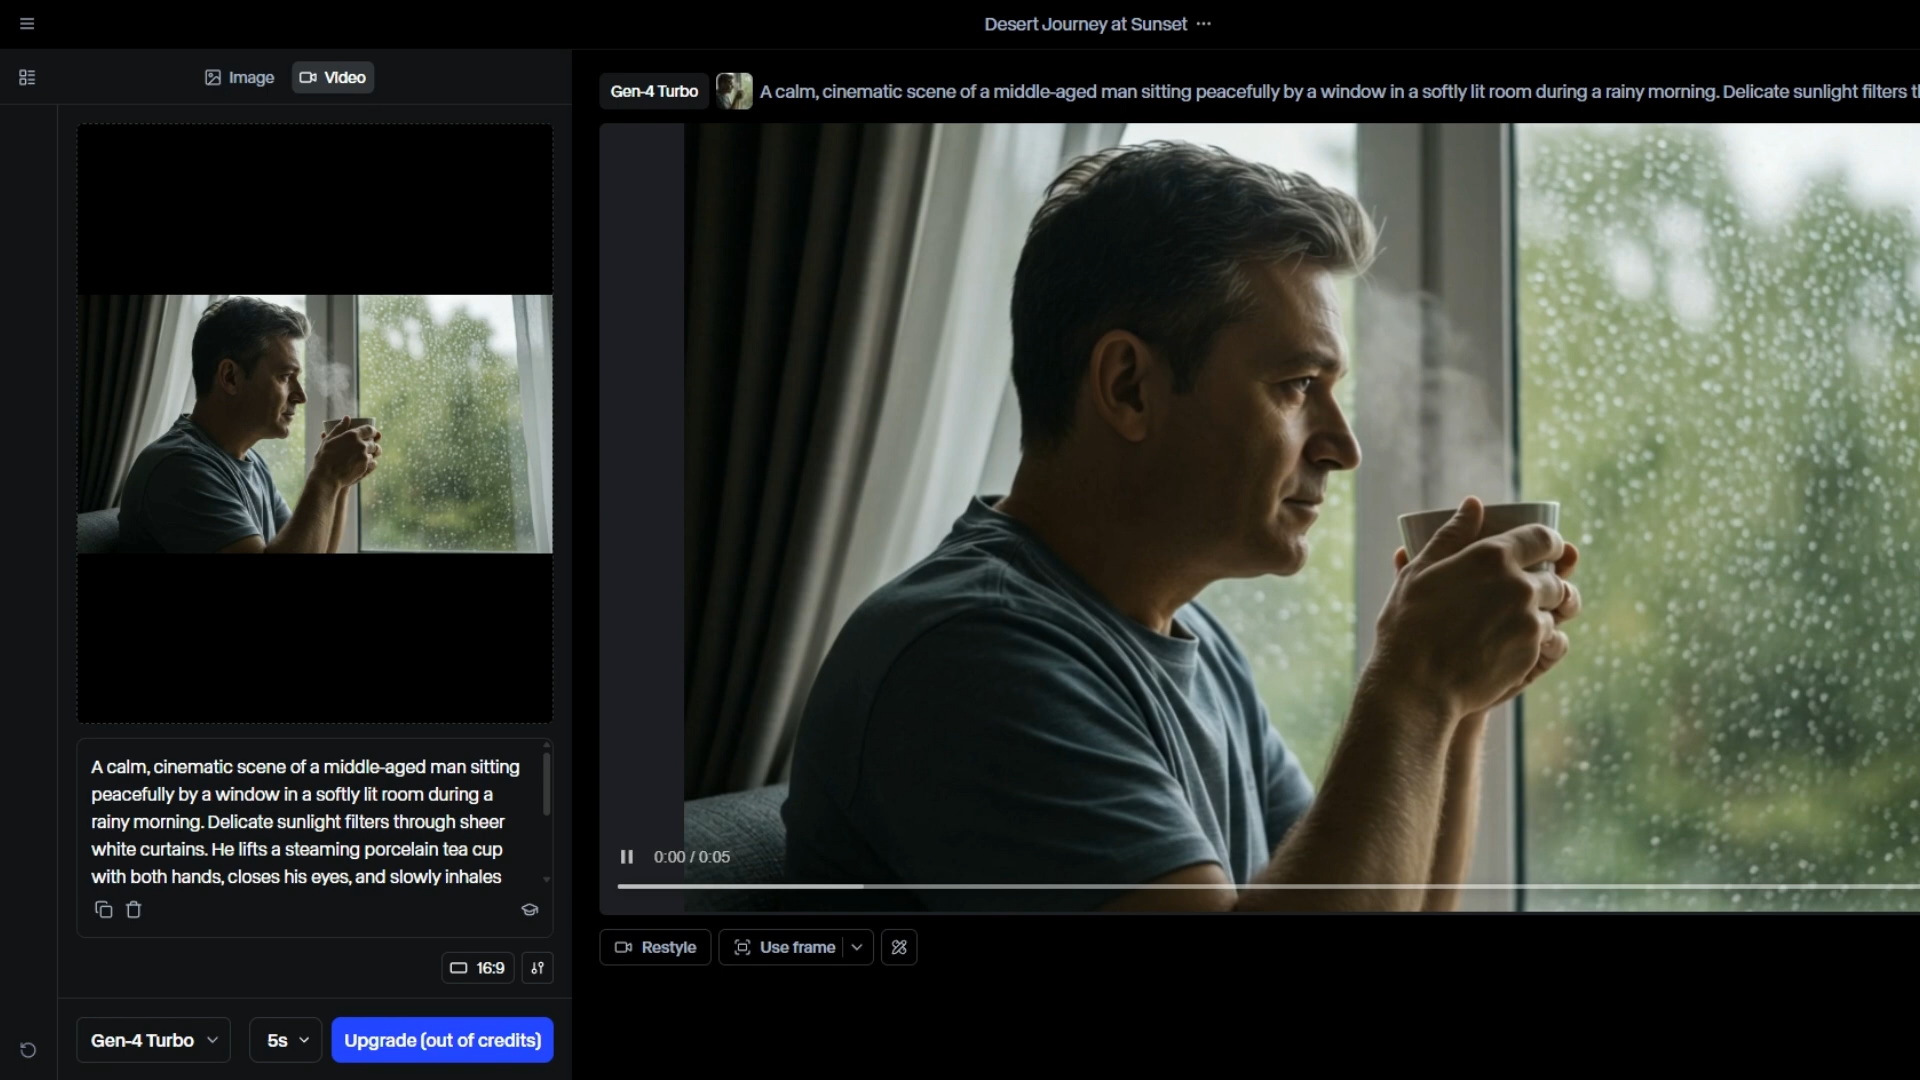 Desert Journey at Sunset ···
Image
Video
Gen-4 Turbo
A calm, cinematic scene of a middle-aged man sitting peacefully by a window in a softly lit room during a rainy morning. Delicate sunlight filters
A calm, cinematic scene of a middle-aged man sitting
peacefully by a window in a softly lit room during a
rainy morning. Delicate sunlight filters through sheer
white curtains. He lifts a steaming porcelain tea cup
with both hands, closes his eyes, and slowly inhales
16:9
Gen-4 Turbo
5s
Upgrade (out of credits)
0:00 / 0:05
Restyle
Use frame